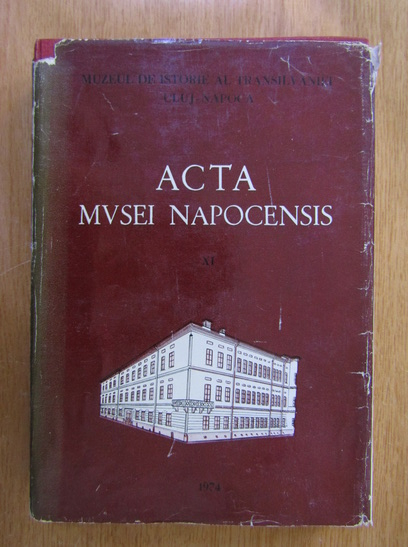 MUZEUL DE ISTORIE AL TRANSILVANIEI
CLUJ-NAPOCA
ACTA
MVSEI NAPOCENSIS
XI
1974